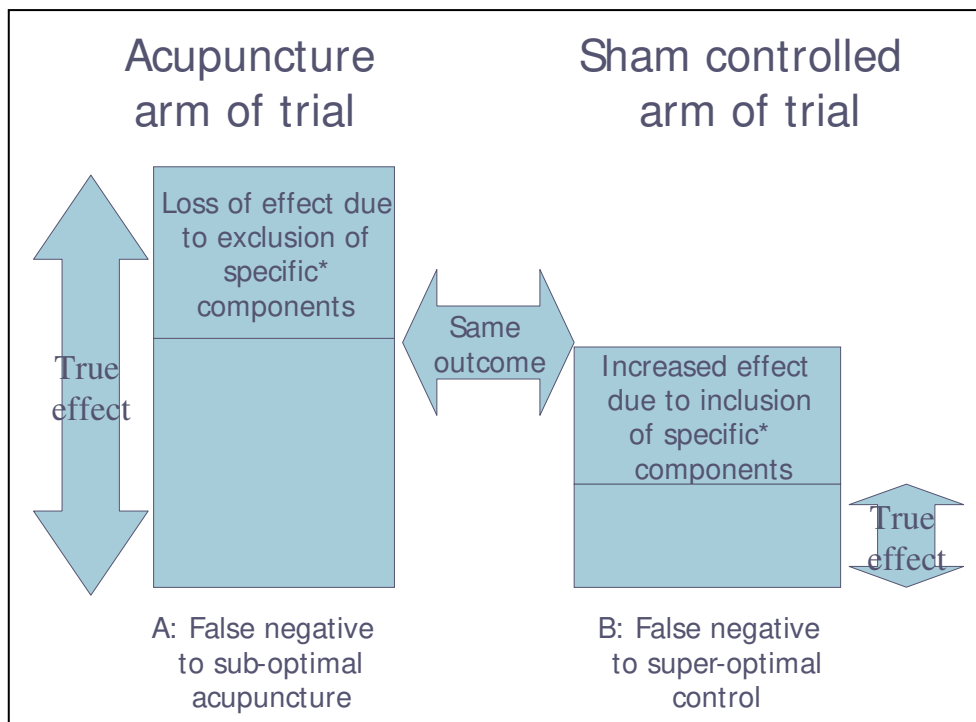 Acupuncture
arm of trial
Sham controlled
arm of trial
Loss of effect due
to exclusion of
specific*
components
True
effect
Same
outcome
Increased effect
due to inclusion
of specific*
components
True
effect
A: False negative
to sub-optimal
acupuncture
B: False negative
to super-optimal
control